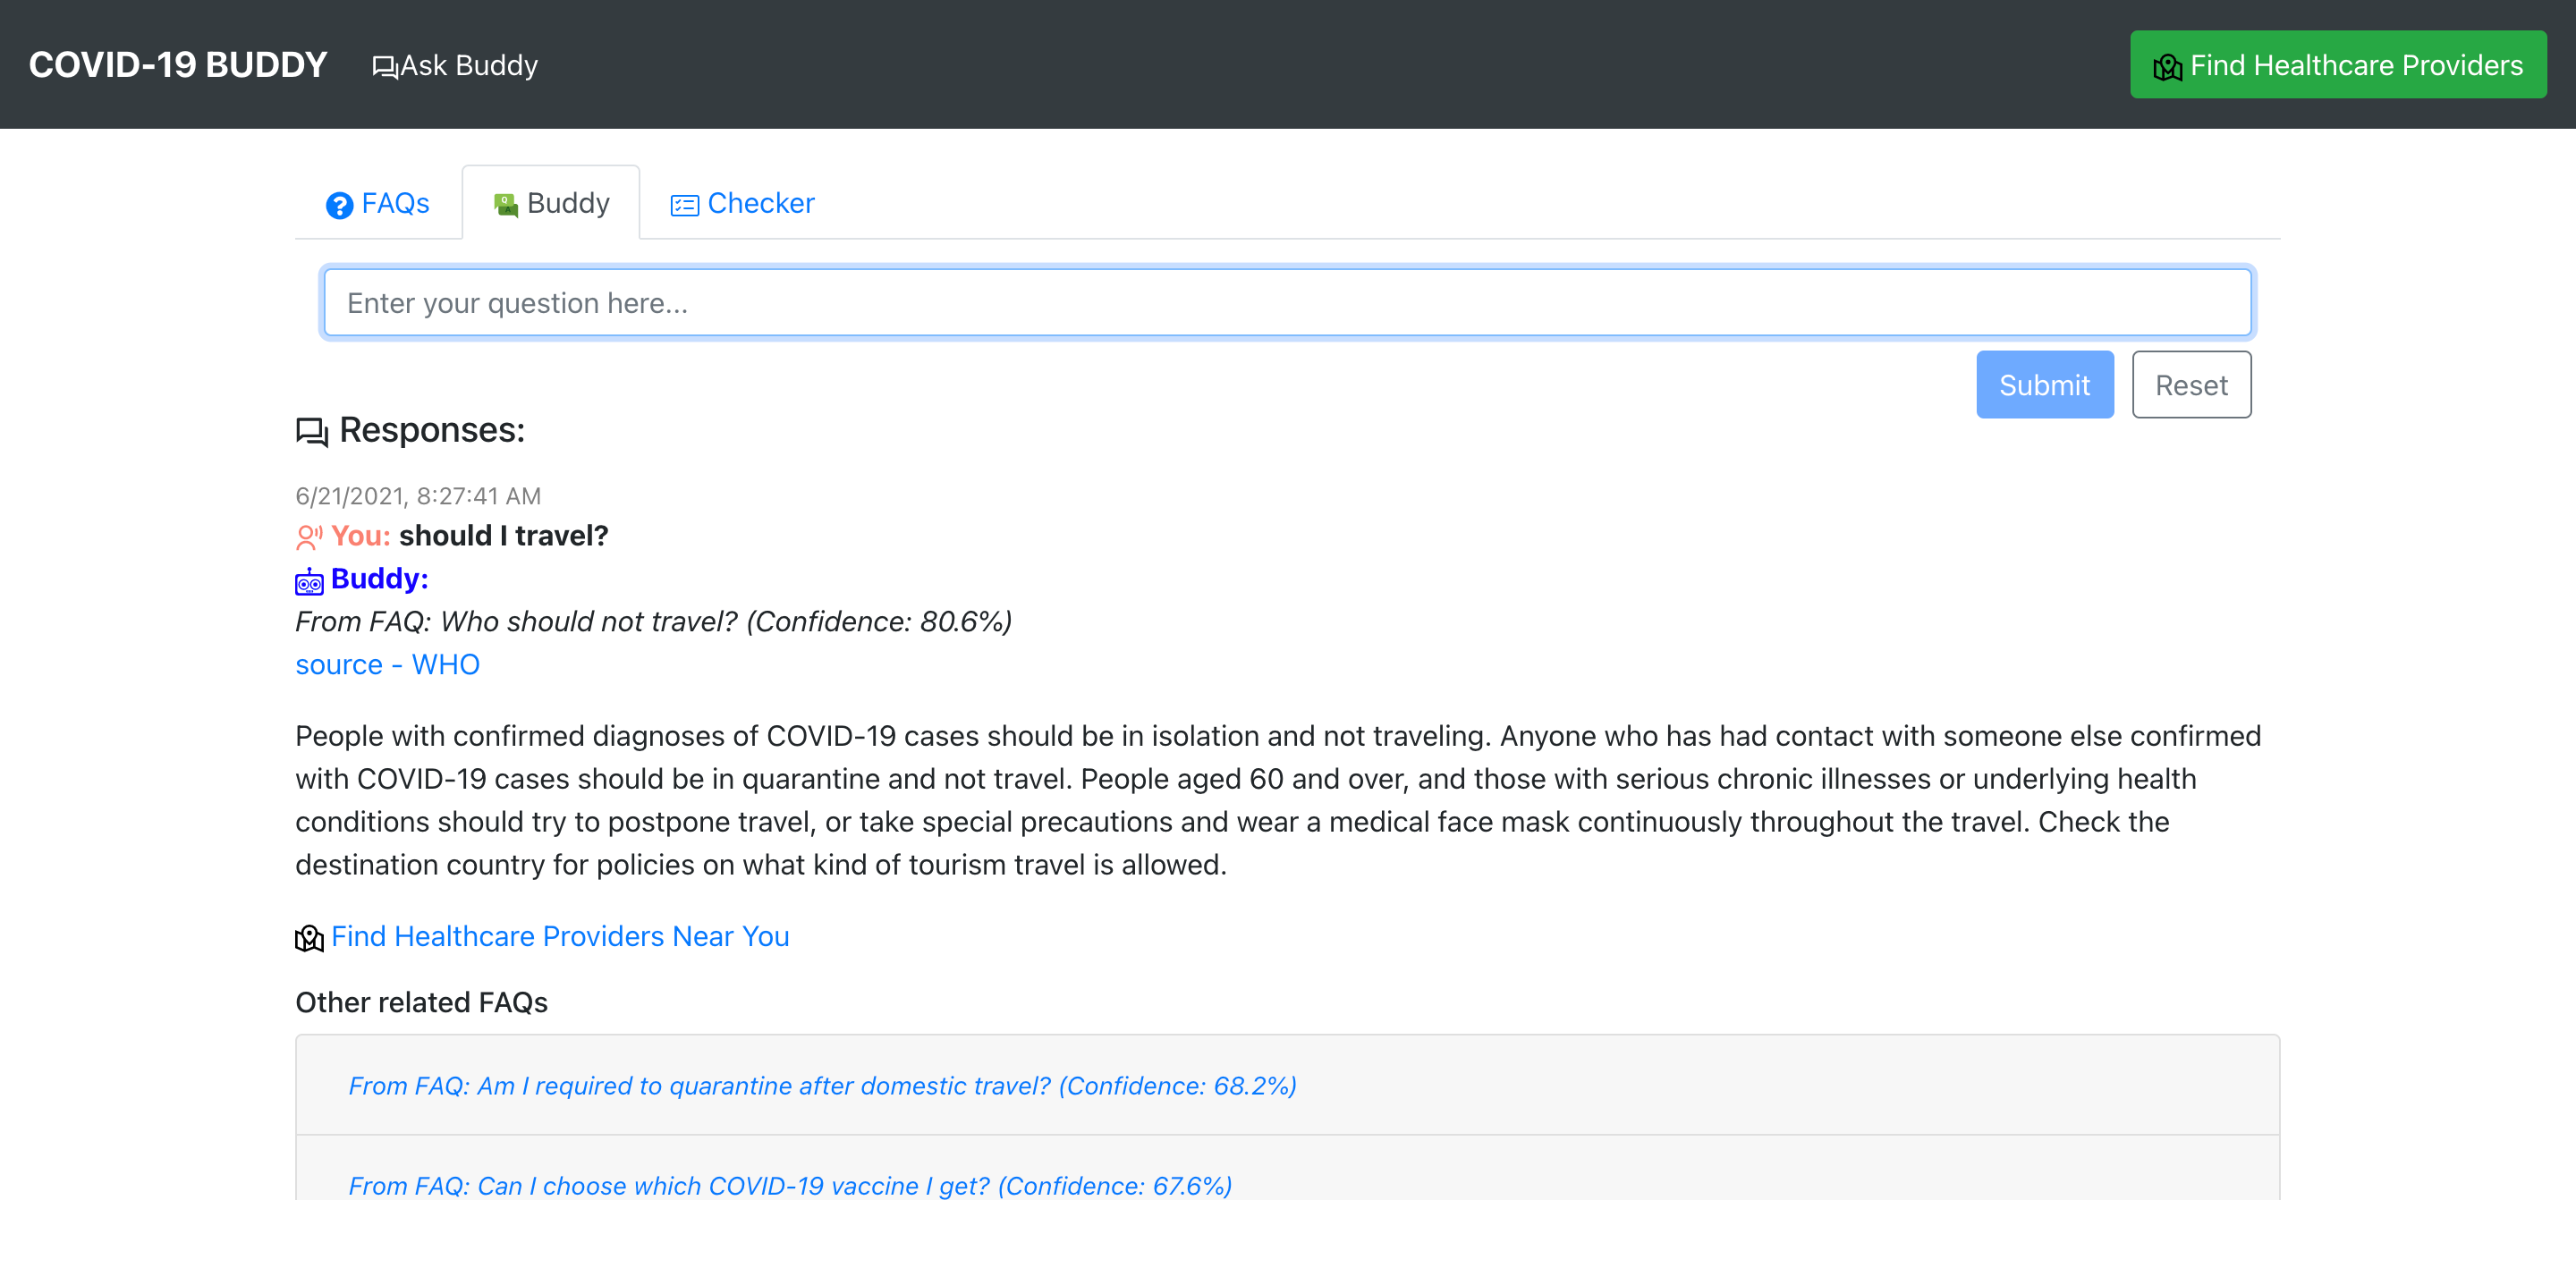 COVID-19 BUDDY
Ask Buddy
Find Healthcare Providers
FAQs
Buddy
Checker
Enter your question here...
Submit
Reset
Responses:
6/21/2021, 8:27:41 AM
You: should I travel?
Buddy:
From FAQ: Who should not travel? (Confidence: 80.6%)
source - WHO
People with confirmed diagnoses of COVID-19 cases should be in isolation and not traveling. Anyone who has had contact with someone else confirmed
with COVID-19 cases should be in quarantine and not travel. People aged 60 and over, and those with serious chronic illnesses or underlying health
conditions should try to postpone travel, or take special precautions and wear a medical face mask continuously throughout the travel. Check the
destination country for policies on what kind of tourism travel is allowed.
Find Healthcare Providers Near You
Other related FAQs
From FAQ: Am I required to quarantine after domestic travel? (Confidence: 68.2%)
From FAQ: Can I choose which COVID-19 vaccine I get? (Confidence: 67.6%)